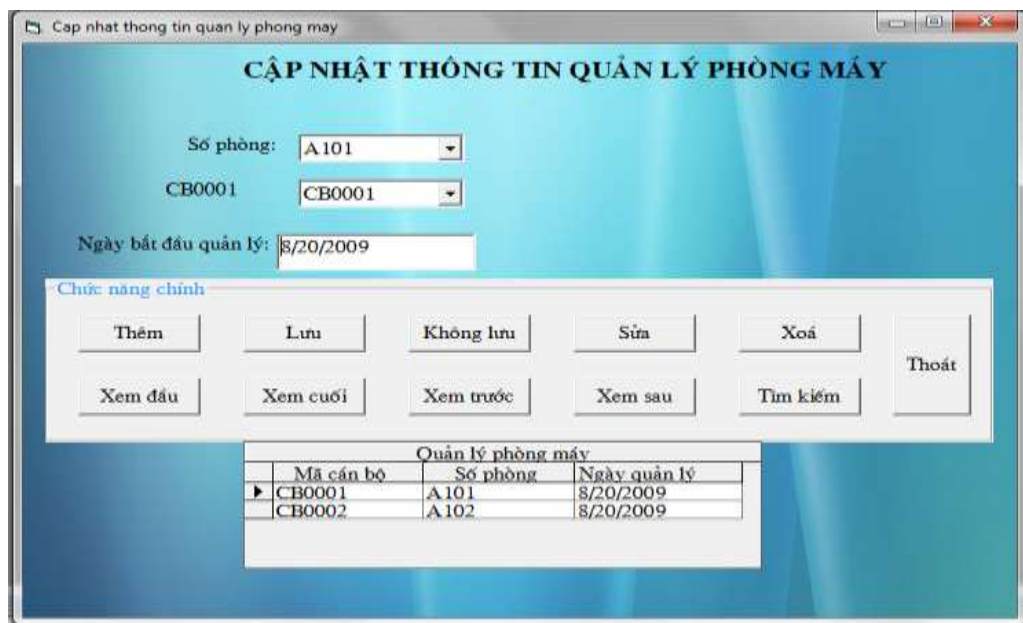 Cap nhat thong tin quan ly phong may
CẬP NHẬT THÔNG TIN QUẢN LÝ PHÒNG MÁY
Số phòng: A101
CB0001 CB0001
Ngày bắt đầu quản lý: 8/20/2009
Chức năng chính
Thêm Lưu Không lưu Sửa Xoá Thoát
Xem đầu Xem cuối Xem trước Xem sau Tìm kiếm
Quản lý phòng máy
Mã cán bộ Số phòng Ngày quản lý
CB0001 A101 8/20/2009
CB0002 A102 8/20/2009